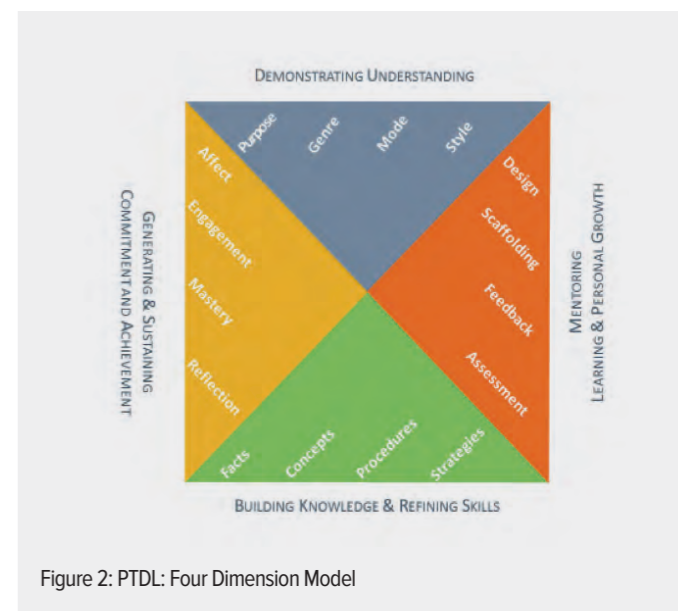 DEMONSTRATING UNDERSTANDING
Purpose
Genre
Mode
Style
GENERATING & SUSTAINING
COMMITMENT AND ACHIEVEMENT
Affect
Engagement
Mastery
Reflection
Design
Scaffolding
Feedback
Assessment
MENTORING
LEARNING & PERSONAL GROWTH
Facts
Concepts
Procedures
Strategies
BUILDING KNOWLEDGE & REFINING SKILLS
Figure 2: PTDL: Four Dimension Model